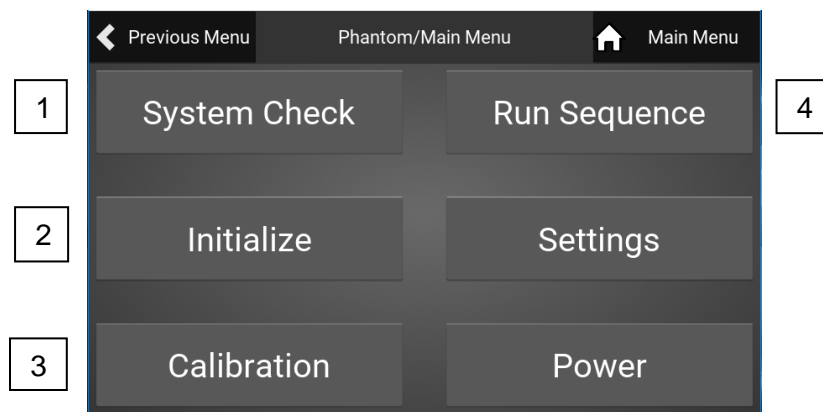 Previous Menu Phantom/Main Menu Main Menu
1 System Check Run Sequence 4
2 Initialize Settings
3 Calibration Power